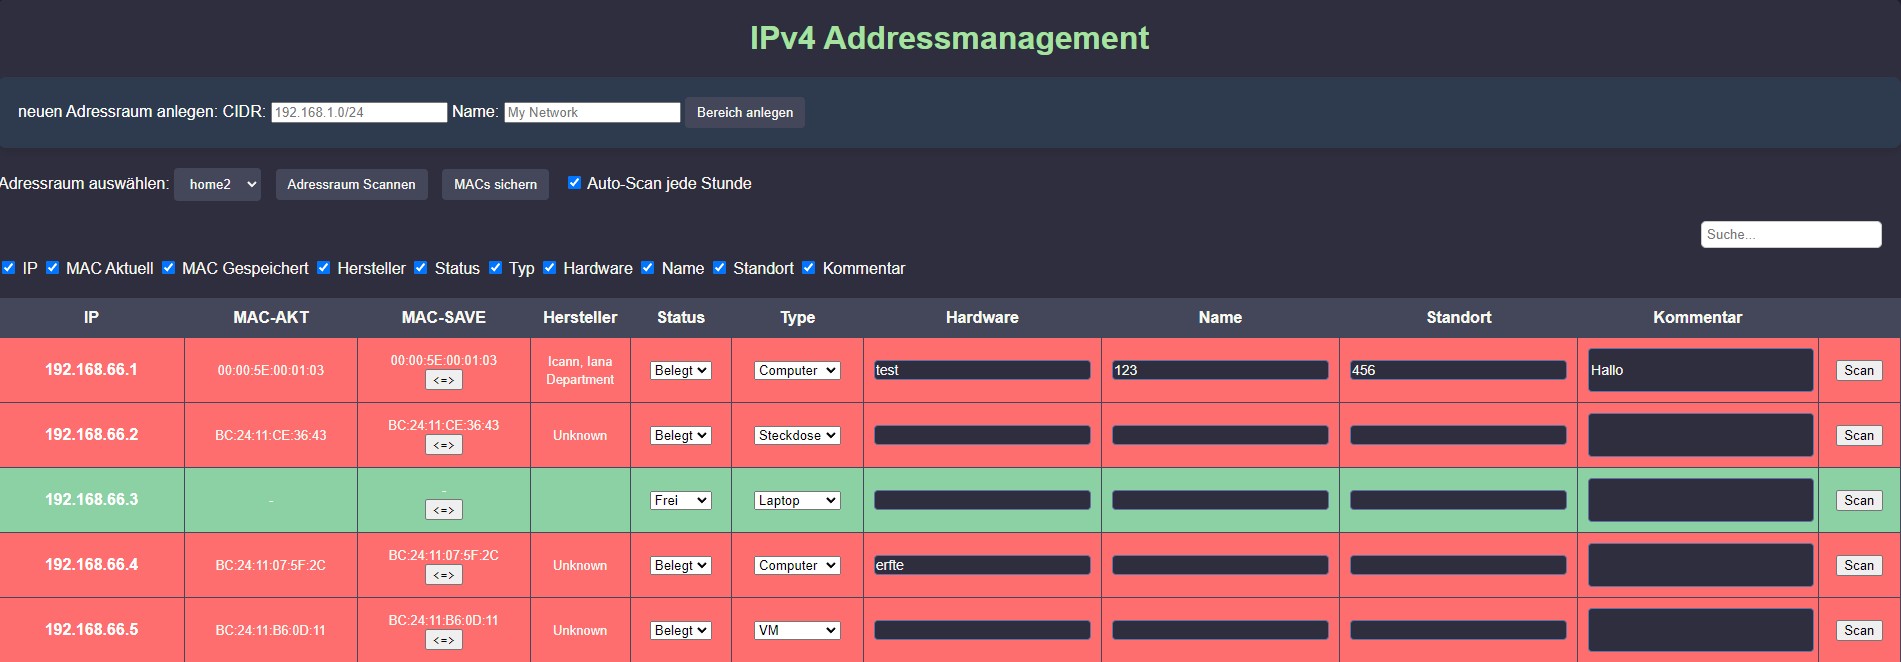 IPv4 Addressmanagement
neuen Adressraum anlegen: CIDR: 192.168.1.0/24 Name: My Network Bereich anlegen
Adressraum auswählen: home2 Adressraum Scannen MACs sichern Auto-Scan jede Stunde
Suche...
IP MAC Aktuell MAC Gespeichert Hersteller Status Typ Hardware Name Standort Kommentar
IP MAC-AKT MAC-SAVE Hersteller Status Type Hardware Name Standort Kommentar
192.168.66.1 00:00:5E:00:01:03 00:00:5E:00:01:03 <=> Icann, Iana Department Belegt Computer test 123 456 Hallo Scan
192.168.66.2 BC:24:11:CE:36:43 BC:24:11:CE:36:43 <=> Unknown Belegt Steckdose Scan
192.168.66.3 - - <=> Frei Laptop Scan
192.168.66.4 BC:24:11:07:5F:2C BC:24:11:07:5F:2C <=> Unknown Belegt Computer erfte Scan
192.168.66.5 BC:24:11:B6:0D:11 BC:24:11:B6:0D:11 <=> Unknown Belegt VM Scan